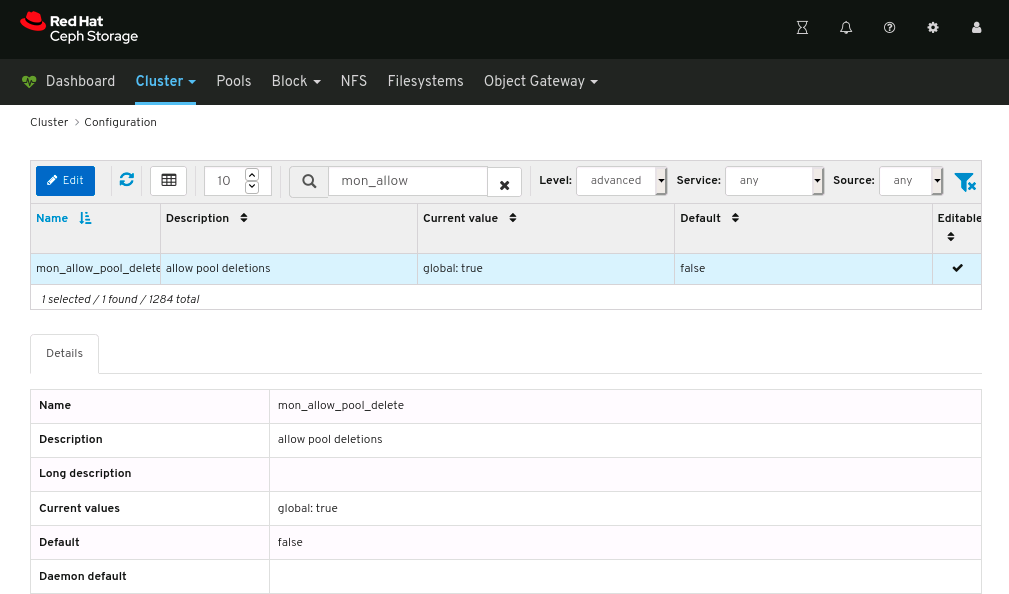 Red Hat
Ceph Storage
Dashboard Cluster Pools Block NFS Filesystems Object Gateway
Cluster > Configuration
Edit 10 mon_allow Level: advanced Service: any Source: any
Name Description Current value Default Editable
mon_allow_pool_delete allow pool deletions global: true false
1 selected / 1 found / 1284 total
Details
Name mon_allow_pool_delete
Description allow pool deletions
Long description
Current values global: true
Default false
Daemon default